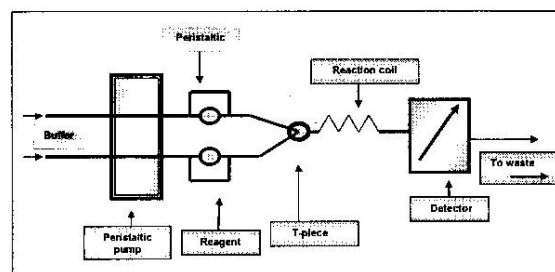 Peristaltic
Reaction coil
Buffer
To waste
Peristaltic
pump
Reagent
T-piece
Detector